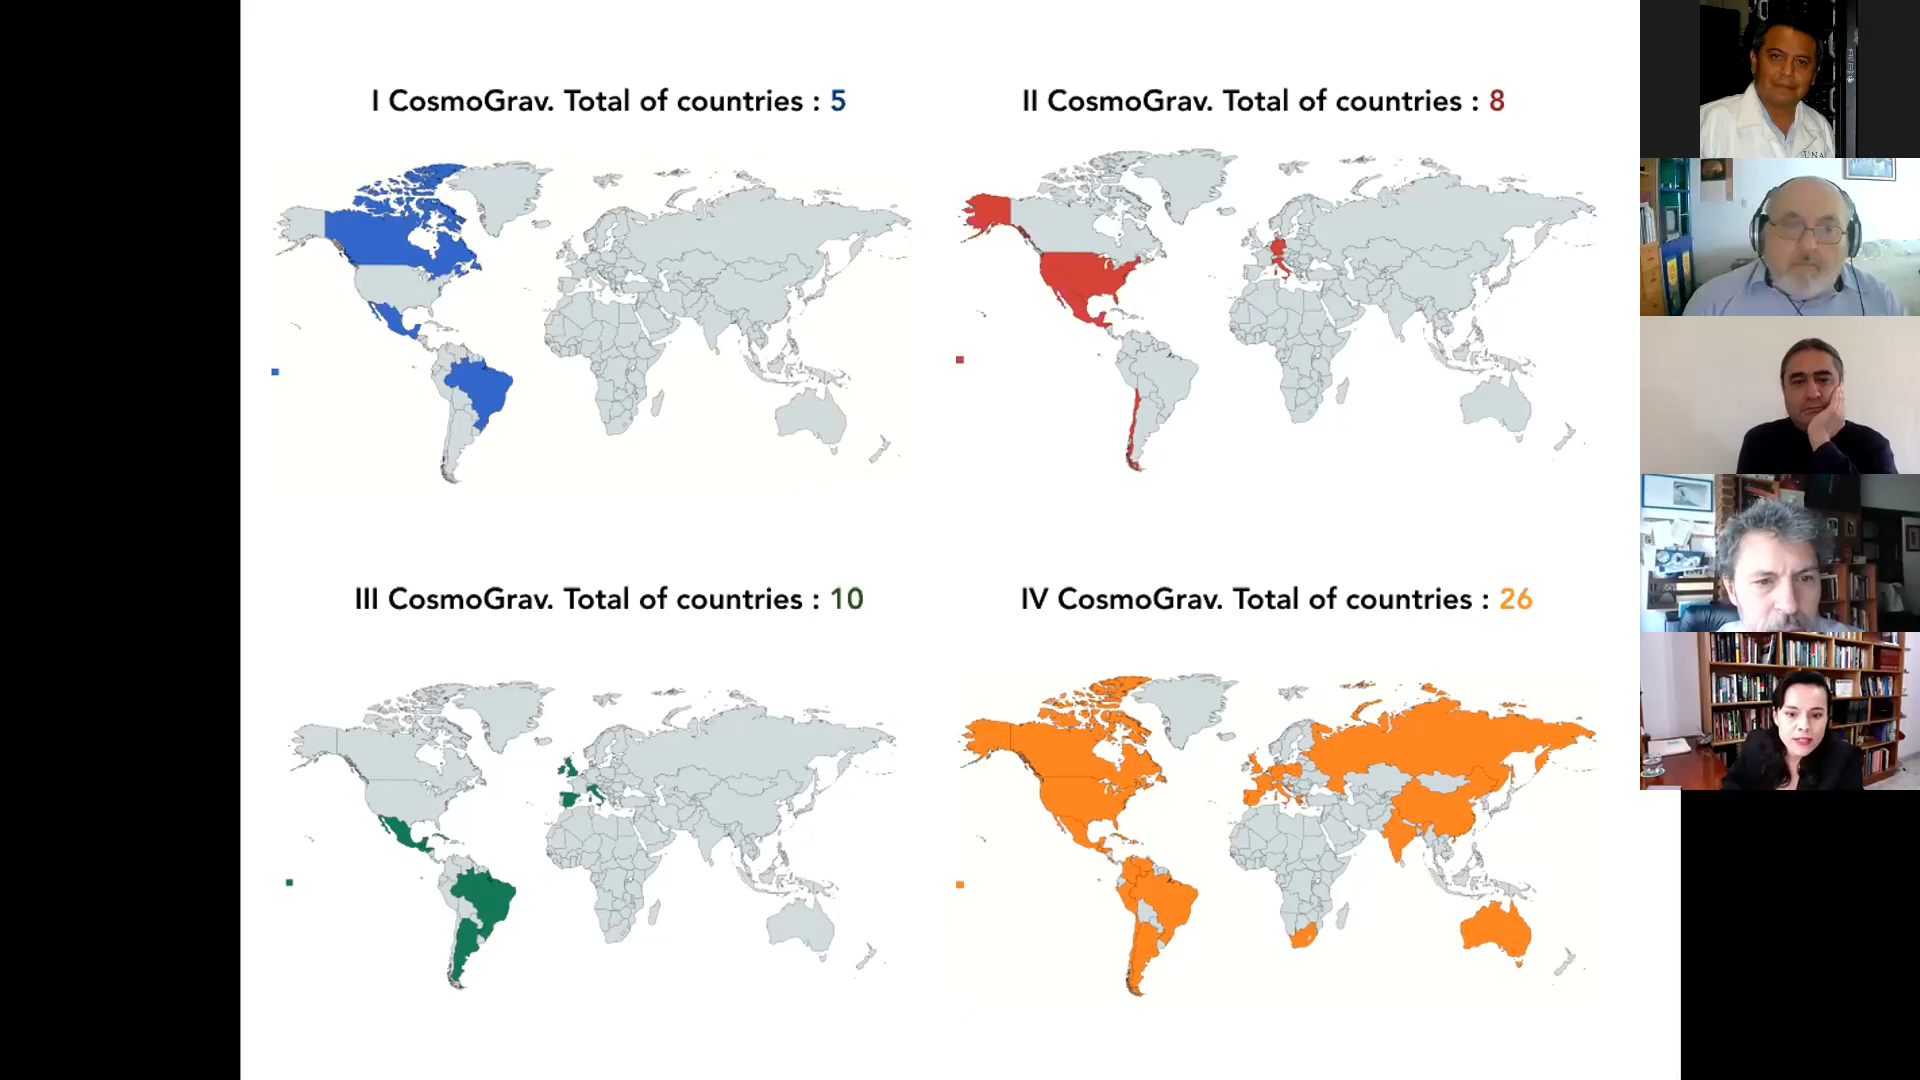 I CosmoGrav. Total of countries : 5
II CosmoGrav. Total of countries : 8
III CosmoGrav. Total of countries : 10
IV CosmoGrav. Total of countries : 26
UNA